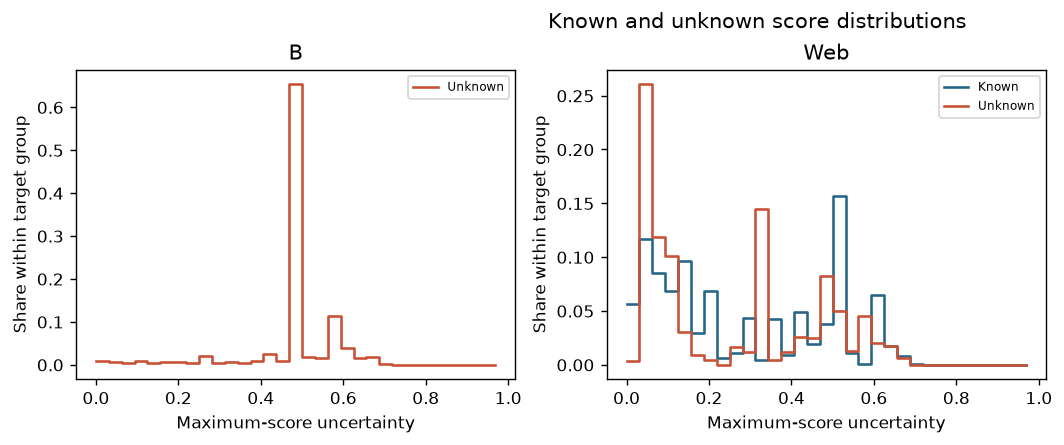 Known and unknown score distributions
B
Unknown
Share within target group
0.6
0.5
0.4
0.3
0.2
0.1
0.0
0.0 0.2 0.4 0.6 0.8 1.0
Maximum-score uncertainty
Web
Known
Unknown
Share within target group
0.25
0.20
0.15
0.10
0.05
0.00
0.0 0.2 0.4 0.6 0.8 1.0
Maximum-score uncertainty